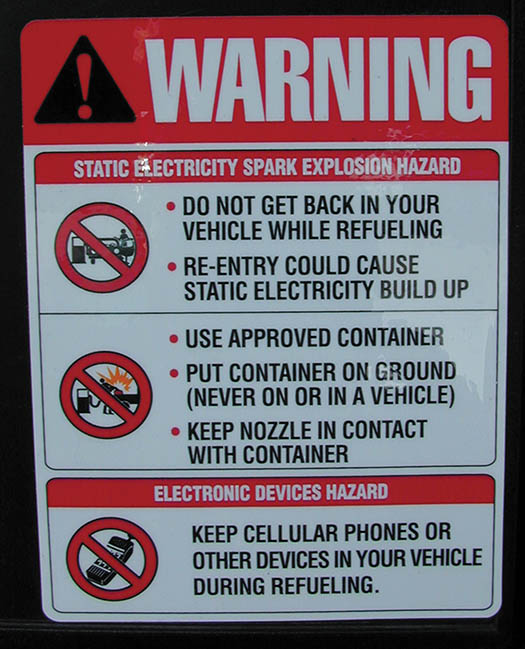 WARNING
STATIC ELECTRICITY SPARK EXPLOSION HAZARD
• DO NOT GET BACK IN YOUR
VEHICLE WHILE REFUELING
• RE-ENTRY COULD CAUSE
STATIC ELECTRICITY BUILD UP
• USE APPROVED CONTAINER
• PUT CONTAINER ON GROUND
(NEVER ON OR IN A VEHICLE)
• KEEP NOZZLE IN CONTACT
WITH CONTAINER
ELECTRONIC DEVICES HAZARD
KEEP CELLULAR PHONES OR
OTHER DEVICES IN YOUR VEHICLE
DURING REFUELING.